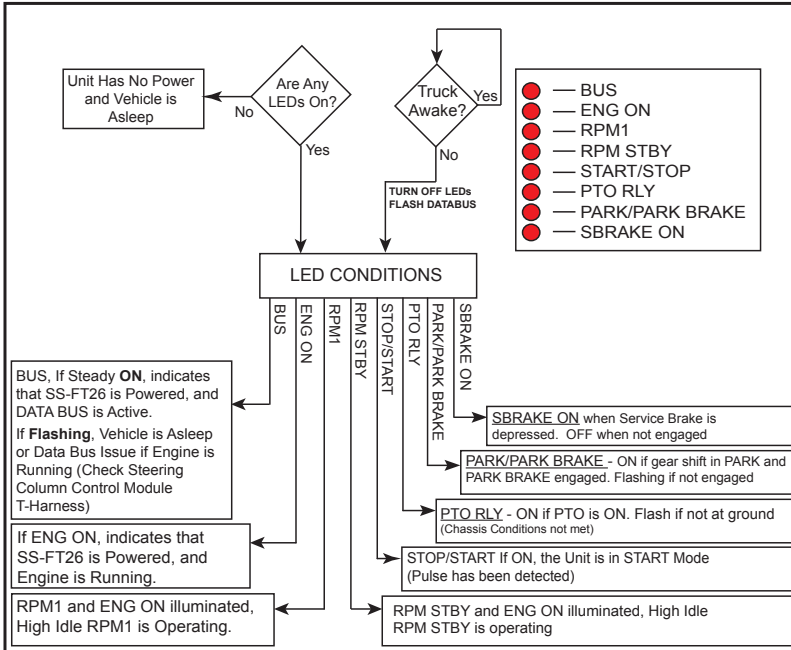 Unit Has No Power
and Vehicle is
Asleep
No
Are Any
LEDs On?
Yes
Truck
Awake?
Yes
No
TURN OFF LEDs
FLASH DATABUS
BUS
ENG ON
RPM1
RPM STBY
START/STOP
PTO RLY
PARK/PARK BRAKE
SBRAKE ON
LED CONDITIONS
BUS
ENG ON
RPM1
RPM STBY
STOP/START
PTO RLY
PARK/PARK BRAKE
SBRAKE ON
BUS, If Steady ON, indicates
that SS-FT26 is Powered, and
DATA BUS is Active.
If Flashing, Vehicle is Asleep
or Data Bus Issue if Engine is
Running (Check Steering
Column Control Module
T-Harness)
If ENG ON, indicates that
SS-FT26 is Powered, and
Engine is Running.
RPM1 and ENG ON illuminated,
High Idle RPM1 is Operating.
SBRAKE ON when Service Brake is
depressed. OFF when not engaged
PARK/PARK BRAKE - ON if gear shift in PARK and
PARK BRAKE engaged. Flashing if not engaged
PTO RLY - ON if PTO is ON. Flash if not at ground
(Chassis Conditions not met)
STOP/START If ON, the Unit is in START Mode
(Pulse has been detected)
RPM STBY and ENG ON illuminated, High Idle
RPM STBY is operating